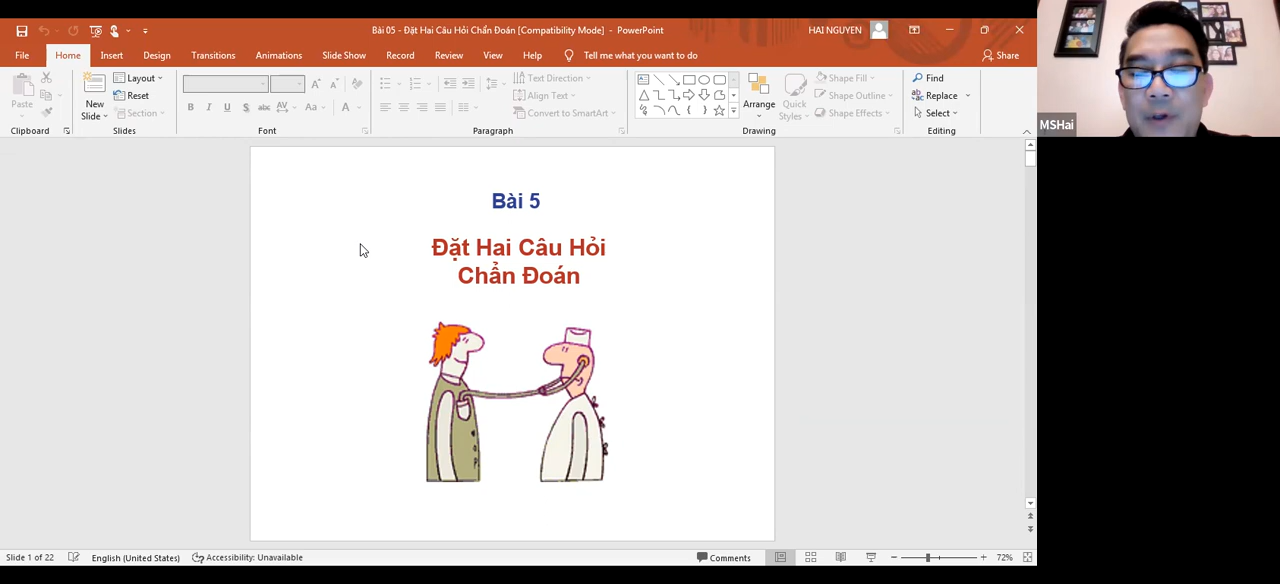 Bài 05 - Đặt Hai Câu Hỏi Chẩn Đoán [Compatibility Mode] - PowerPoint
HAI NGUYEN
File Home Insert Design Transitions Animations Slide Show Record Review View Help Tell me what you want to do Share
Paste
New Slide
Layout
Reset
Section
Text Direction
Align Text
Convert to SmartArt
Arrange
Quick Styles
Shape Fill
Shape Outline
Shape Effects
Find
Replace
Select
Clipboard Slides Font Paragraph Drawing Editing
MSHai
Bài 5
Đặt Hai Câu Hỏi
Chẩn Đoán
Slide 1 of 22 English (United States) Accessibility: Unavailable Comments 72%